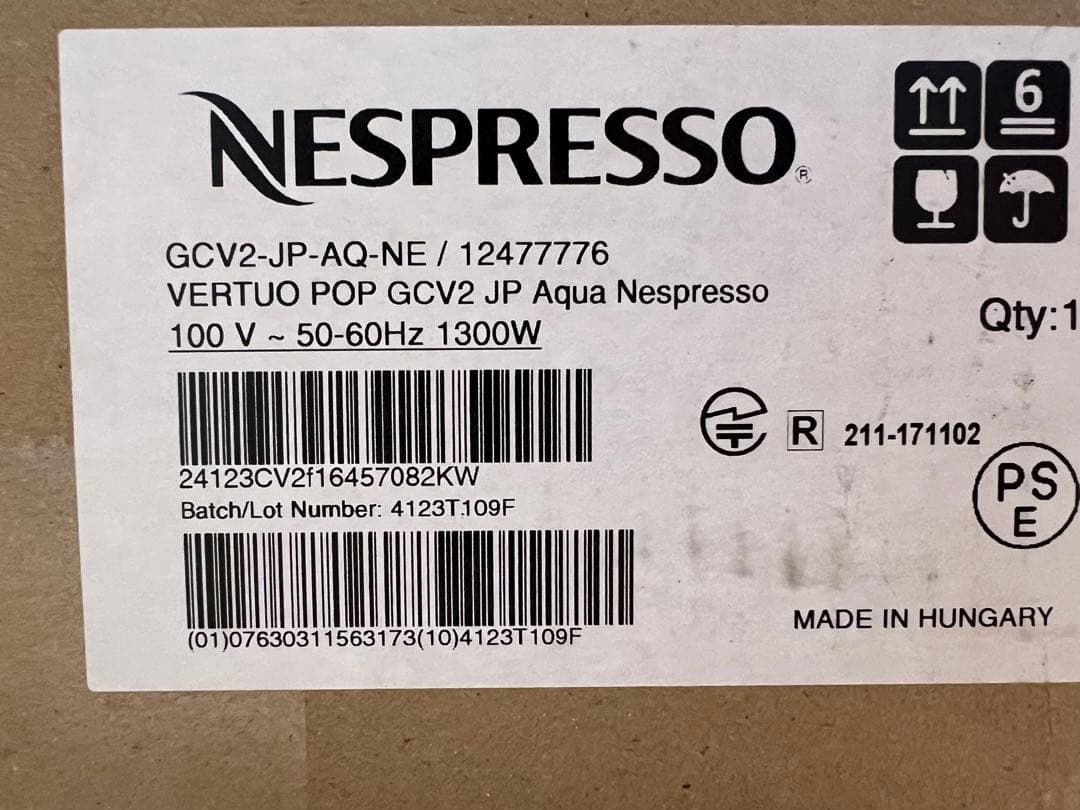 NESPRESSO®
6
GCV2-JP-AQ-NE / 12477776
VERTUO POP GCV2 JP Aqua Nespresso
100 V ~ 50-60Hz 1300W
Qty:1
24123CV2f16457082KW
Batch/Lot Number: 4123T109F
R 211-171102
PS
E
(01)07630311563173(10)4123T109F
MADE IN HUNGARY